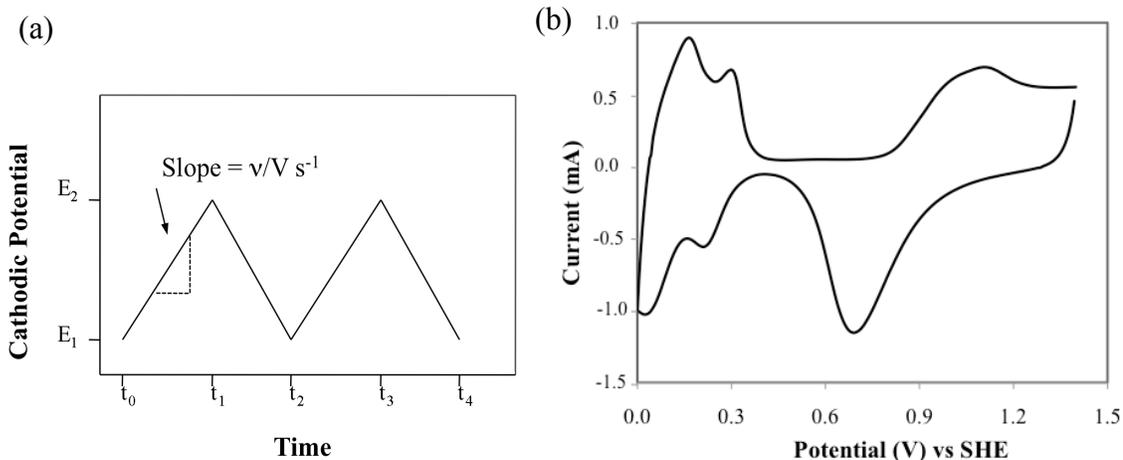 (a)
Slope = ν/V s⁻¹
Cathodic Potential
E₂
E₁
t₀ t₁ t₂ t₃ t₄
Time
(b)
Current (mA)
1.0
0.5
0.0
-0.5
-1.0
-1.5
0.0 0.3 0.6 0.9 1.2 1.5
Potential (V) vs SHE